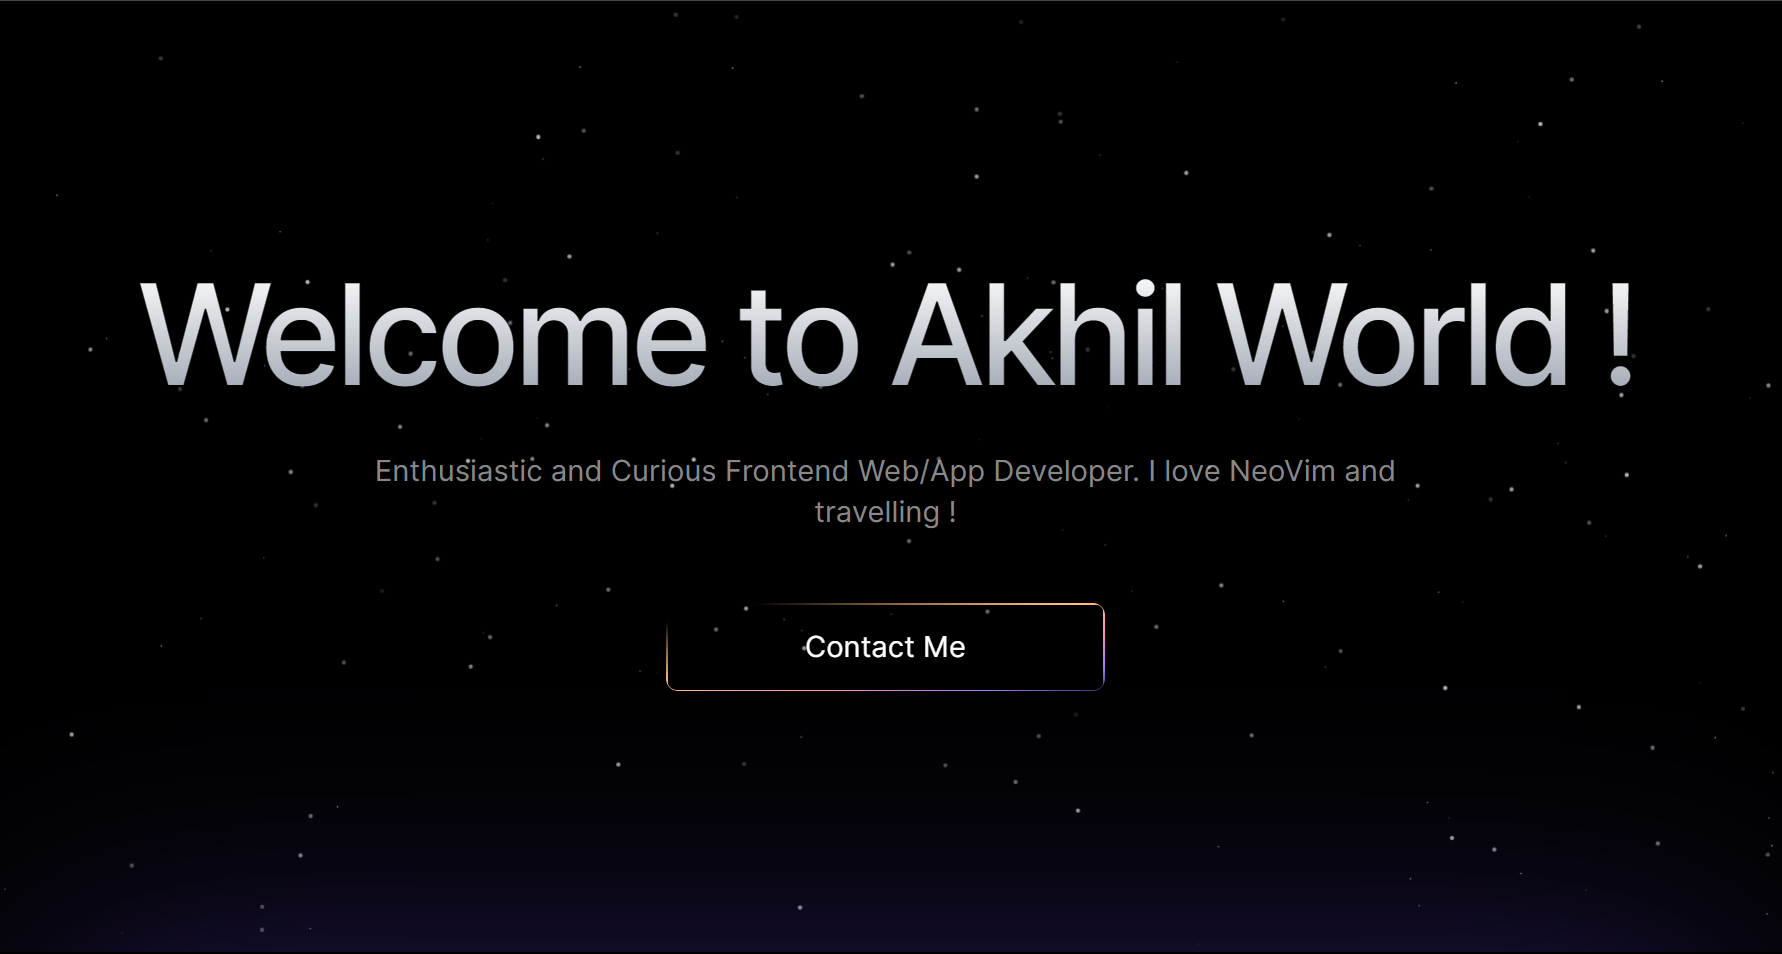 Welcome to Akhil World !
Enthusiastic and Curious Frontend Web/App Developer. I love NeoVim and
travelling !
Contact Me